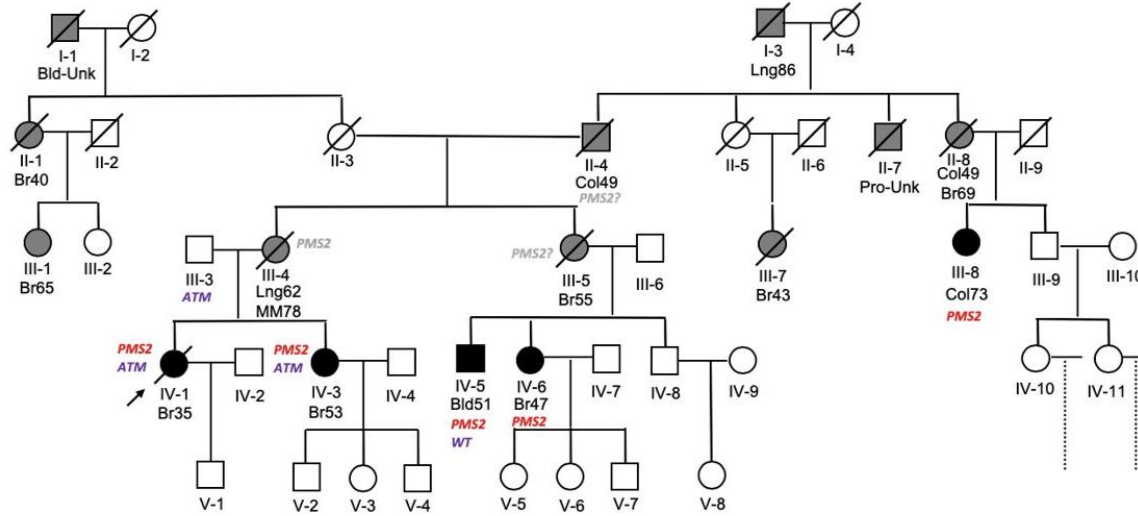 I-1
Bld-Unk
I-2
I-3
Lng86
I-4
II-1
Br40
II-2
II-3
II-4
Col49
PMS2?
II-5
II-6
II-7
Pro-Unk
II-8
Col49
Br69
II-9
III-1
Br65
III-2
III-3
ATM
PMS2
III-4
Lng62
MM78
PMS2?
III-5
Br55
III-6
III-7
Br43
III-8
Col73
PMS2
III-9
III-10
PMS2
ATM
IV-1
Br35
IV-2
PMS2
ATM
IV-3
Br53
IV-4
IV-5
Bld51
PMS2
WT
IV-6
Br47
PMS2
IV-7
IV-8
IV-9
IV-10
IV-11
V-1
V-2
V-3
V-4
V-5
V-6
V-7
V-8